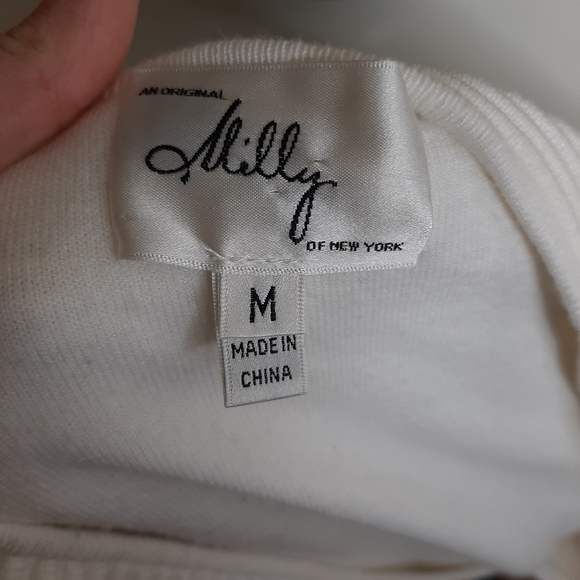 AN ORIGINAL
Milly
OF NEW YORK
M
MADE IN
CHINA